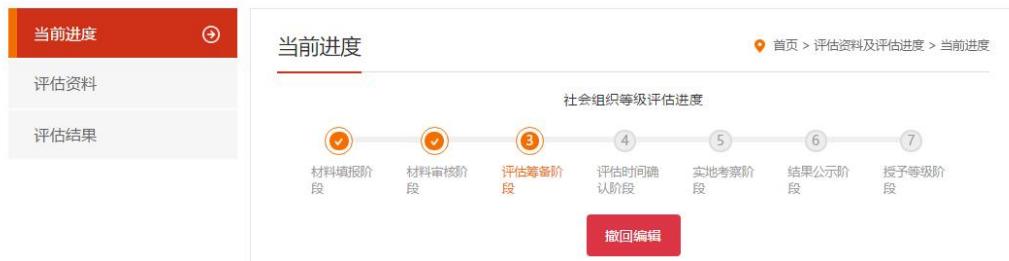 当前进度
评估资料
评估结果
当前进度
首页 > 评估资料及评估进度 > 当前进度
社会组织等级评估进度
3 4 5 6 7
材料填报阶段
材料审核阶段
评估筹备阶段
评估时间确认阶段
实地考察阶段
结果公示阶段
授予等级阶段
撤回编辑